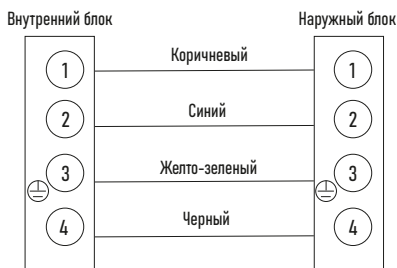 Внутренний блок Наружный блок
1 Коричневый 1
2 Синий 2
3 Желто-зеленый 3
4 Черный 4